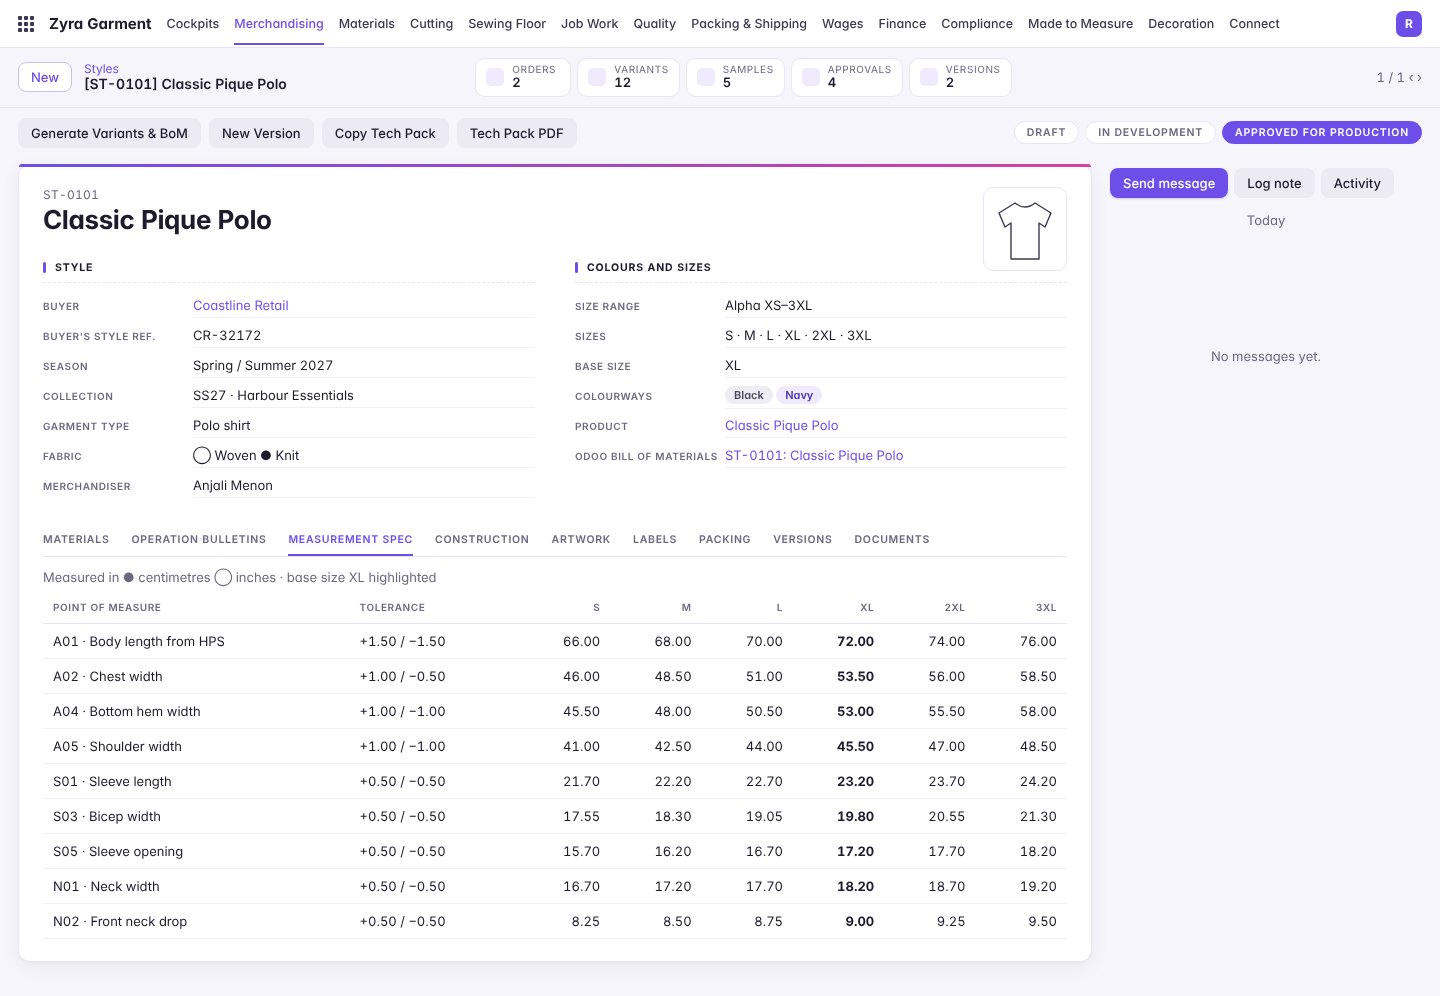 Zyra Garment Cockpits Merchandising Materials Cutting Sewing Floor Job Work Quality Packing & Shipping Wages Finance Compliance Made to Measure Decoration Connect R
New
Styles
[ST-0101] Classic Pique Polo
ORDERS 2
VARIANTS 12
SAMPLES 5
APPROVALS 4
VERSIONS 2
1 / 1 ‹ ›
Generate Variants & BoM New Version Copy Tech Pack Tech Pack PDF
DRAFT IN DEVELOPMENT APPROVED FOR PRODUCTION
ST-0101
Classic Pique Polo
STYLE
BUYER Coastline Retail
BUYER'S STYLE REF. CR-32172
SEASON Spring / Summer 2027
COLLECTION SS27 · Harbour Essentials
GARMENT TYPE Polo shirt
FABRIC ◯ Woven ● Knit
MERCHANDISER Anjali Menon
COLOURS AND SIZES
SIZE RANGE Alpha XS–3XL
SIZES S · M · L · XL · 2XL · 3XL
BASE SIZE XL
COLOURWAYS Black Navy
PRODUCT Classic Pique Polo
ODOO BILL OF MATERIALS ST-0101: Classic Pique Polo
MATERIALS OPERATION BULLETINS MEASUREMENT SPEC CONSTRUCTION ARTWORK LABELS PACKING VERSIONS DOCUMENTS
Measured in ● centimetres ◯ inches · base size XL highlighted
POINT OF MEASURE TOLERANCE S M L XL 2XL 3XL
A01 · Body length from HPS +1.50 / −1.50 66.00 68.00 70.00 72.00 74.00 76.00
A02 · Chest width +1.00 / −0.50 46.00 48.50 51.00 53.50 56.00 58.50
A04 · Bottom hem width +1.00 / −1.00 45.50 48.00 50.50 53.00 55.50 58.00
A05 · Shoulder width +1.00 / −1.00 41.00 42.50 44.00 45.50 47.00 48.50
S01 · Sleeve length +0.50 / −0.50 21.70 22.20 22.70 23.20 23.70 24.20
S03 · Bicep width +0.50 / −0.50 17.55 18.30 19.05 19.80 20.55 21.30
S05 · Sleeve opening +0.50 / −0.50 15.70 16.20 16.70 17.20 17.70 18.20
N01 · Neck width +0.50 / −0.50 16.70 17.20 17.70 18.20 18.70 19.20
N02 · Front neck drop +0.50 / −0.50 8.25 8.50 8.75 9.00 9.25 9.50
Send message Log note Activity
Today
No messages yet.